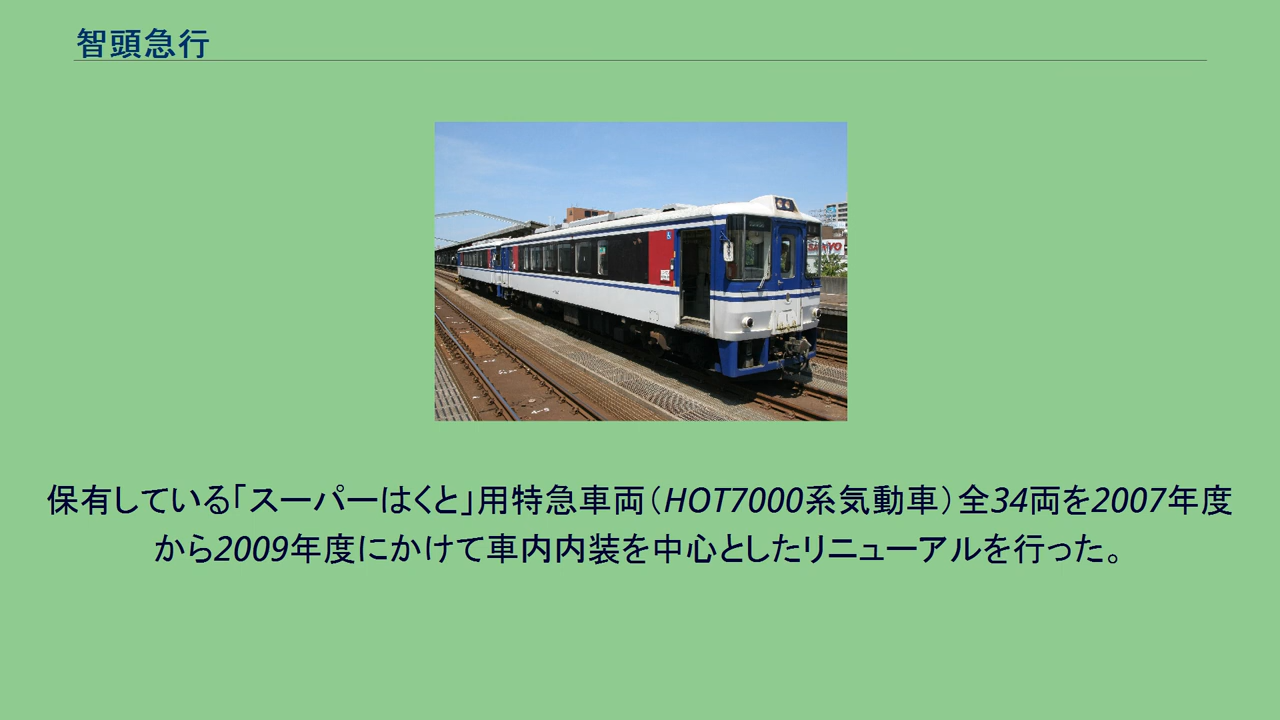 智頭急行
SANYO
保有している「スーパーはくと」用特急車両（HOT7000系気動車）全34両を2007年度
から2009年度にかけて車内内装を中心としたリニューアルを行った。